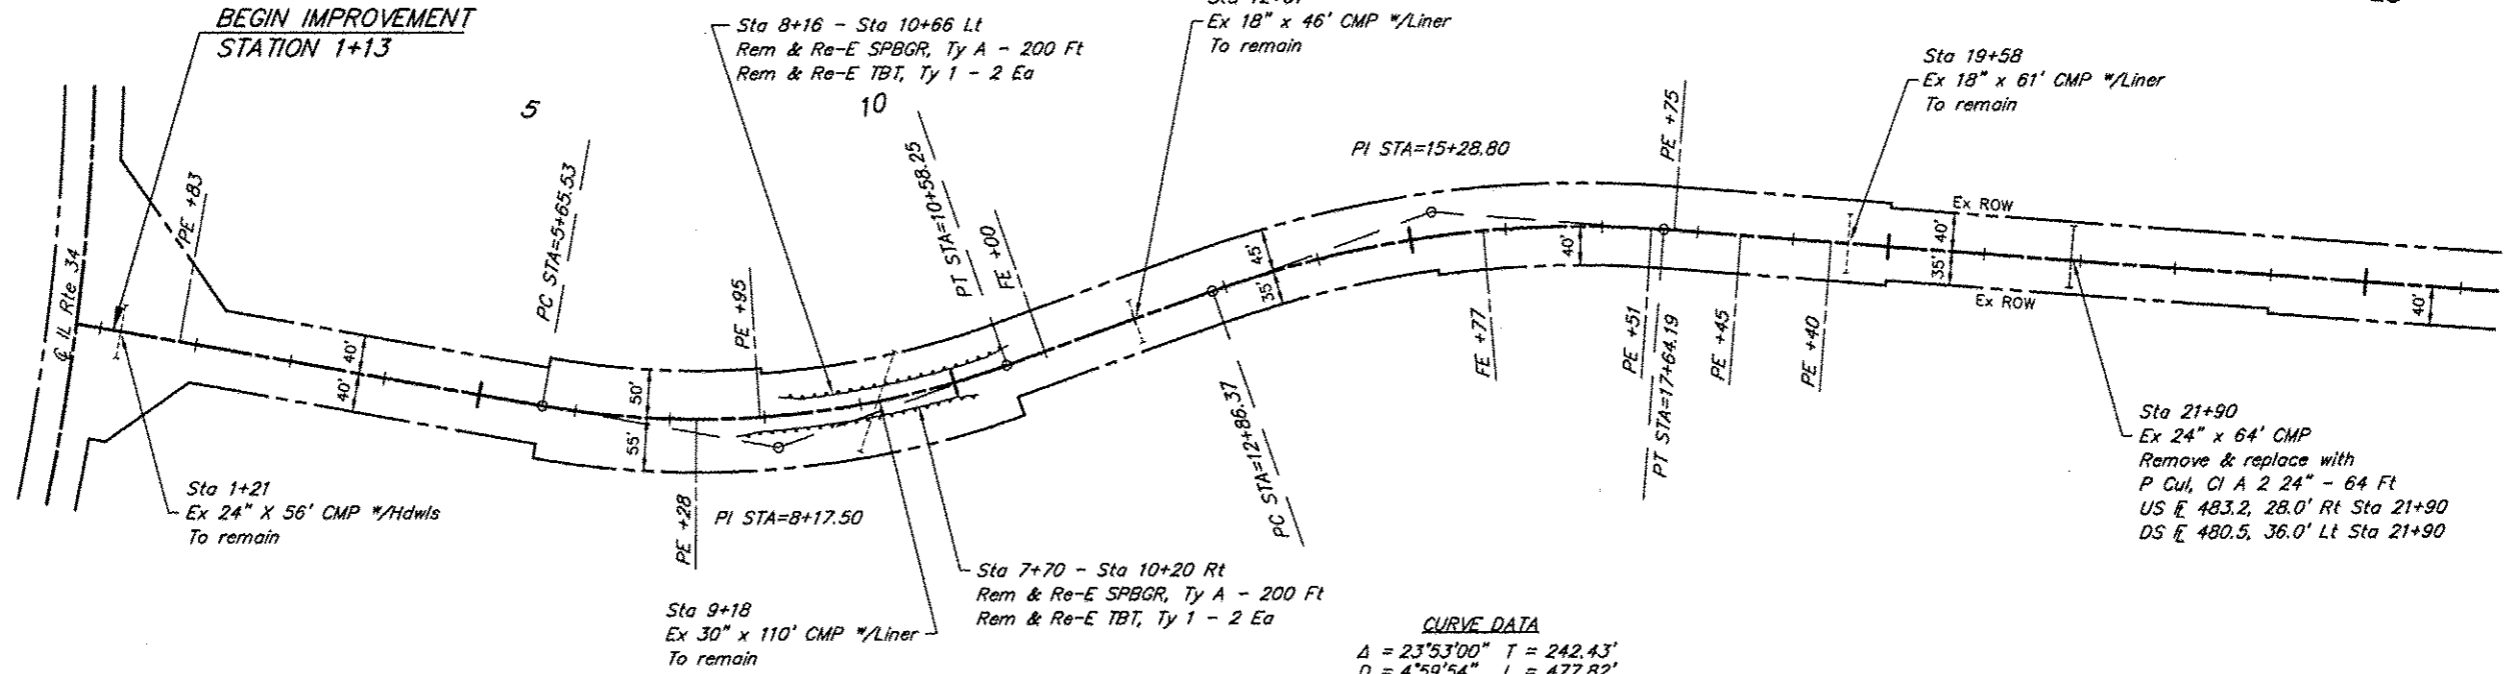 BEGIN IMPROVEMENT
STATION 1+13
Sta 8+16 - Sta 10+66 Lt
Rem & Re-E SPBGR, Ty A - 200 Ft
Rem & Re-E TBT, Ty 1 - 2 Ea
Ex 18" x 46' CMP w/Liner
To remain
Sta 19+58
Ex 18" x 61' CMP w/Liner
To remain
5
10
PI STA=15+28.80
℄ IL Rte 34
PE +83
PC STA=5+65.53
PE +95
PT STA=10+58.25
FE +00
PE +75
Ex ROW
40'
35'
Ex ROW
40'
40'
50'
55'
45'
35'
40'
40'
PE +28
PI STA=8+17.50
PC STA=12+86.37
FE +77
PE +51
PT STA=17+64.19
PE +45
PE +40
Sta 1+21
Ex 24" X 56' CMP w/Hdwls
To remain
Sta 9+18
Ex 30" x 110' CMP w/Liner
To remain
Sta 7+70 - Sta 10+20 Rt
Rem & Re-E SPBGR, Ty A - 200 Ft
Rem & Re-E TBT, Ty 1 - 2 Ea
Sta 21+90
Ex 24" x 64' CMP
Remove & replace with
P Cul, Cl A 2 24" - 64 Ft
US FL 483.2, 28.0' Rt Sta 21+90
DS FL 480.5, 36.0' Lt Sta 21+90
CURVE DATA
Δ = 23°53'00" T = 242.43'
D = 4°59'54" L = 477.82'